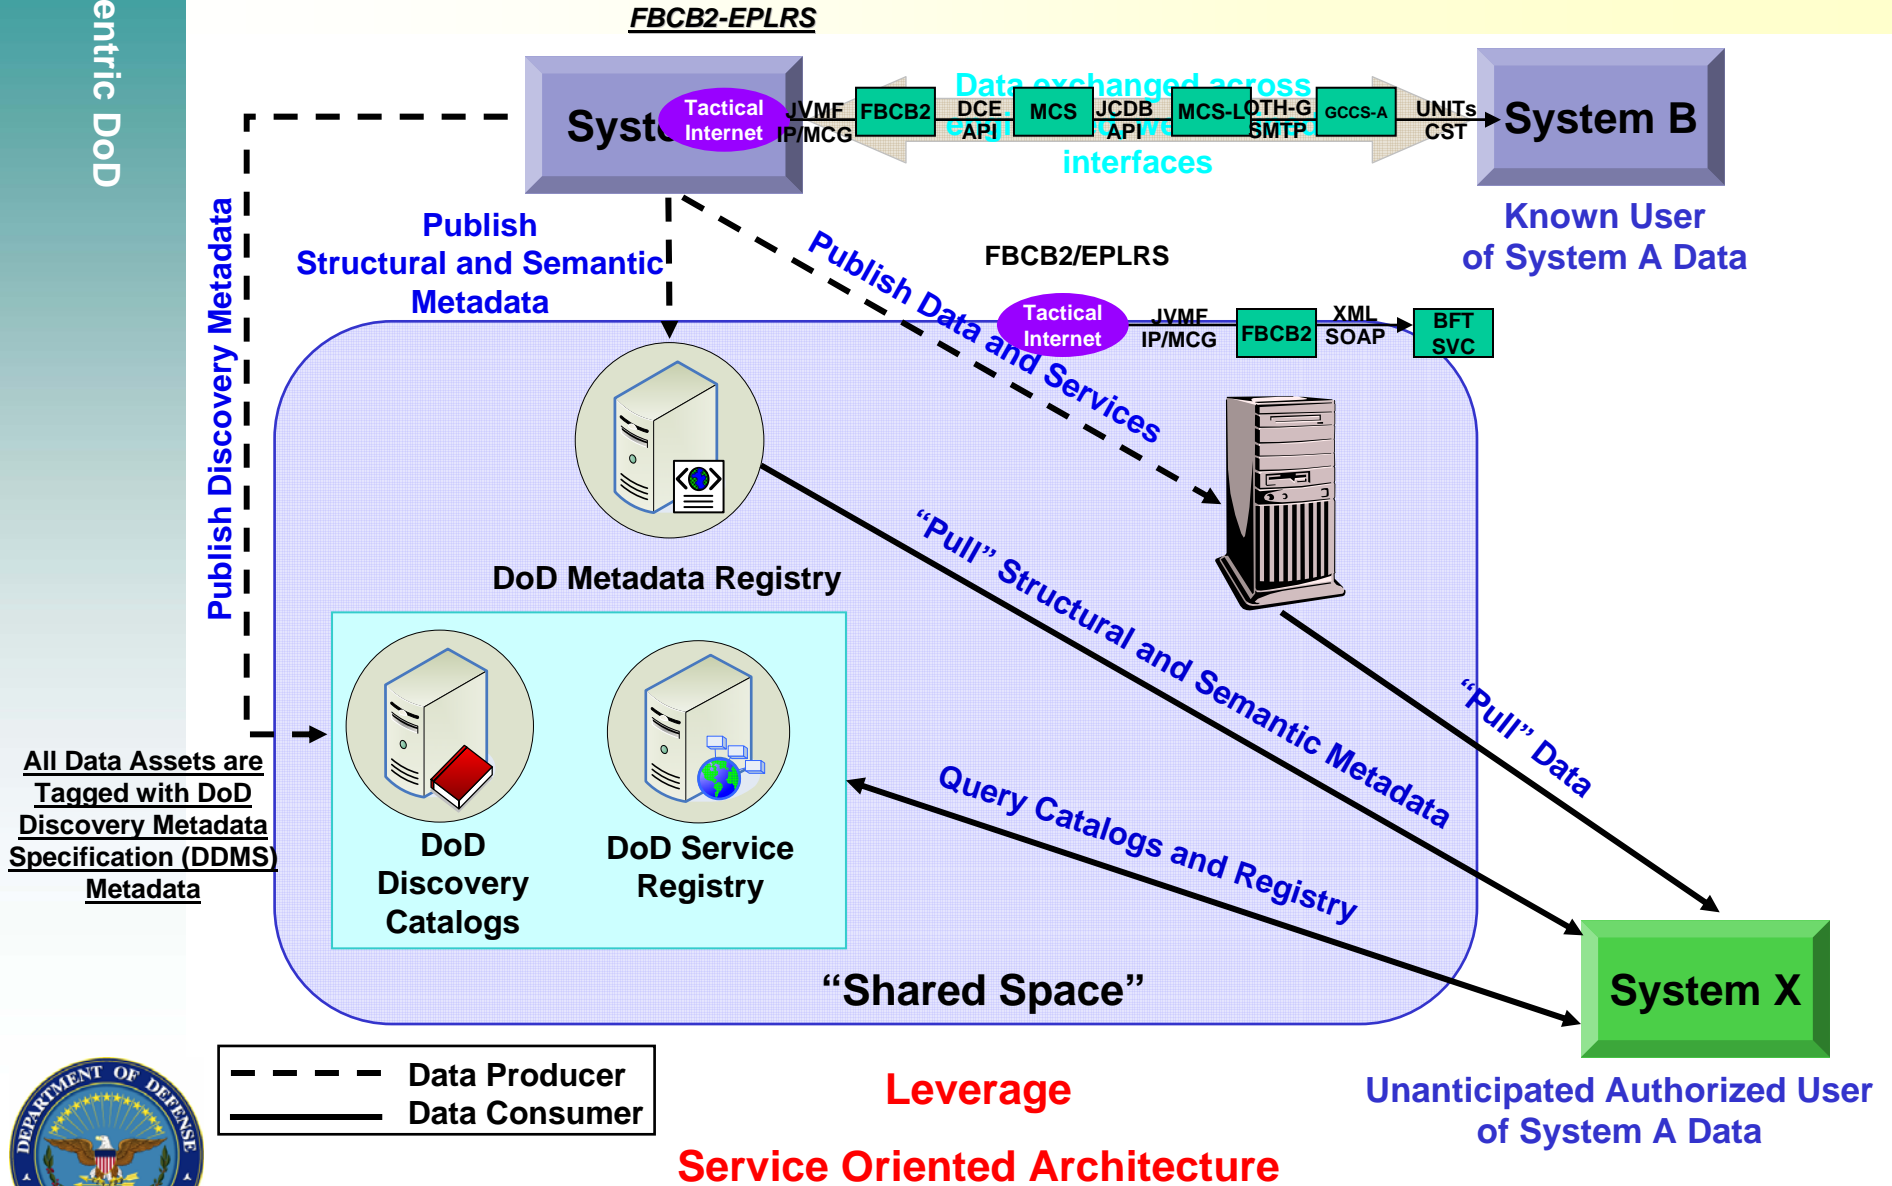 entric DoD
FBCB2-EPLRS
Syst
Tactical
Internet
JVMF
IP/MCG
FBCB2
DCE
API
MCS
JCDB
API
MCS-L
OTH-G
SMTP
GCCS-A
UNITs
CST
Data exchanged across
interfaces
System B
Known User
of System A Data
Publish
Structural and Semantic
Metadata
Publish Discovery Metadata
Publish Data and Services
FBCB2/EPLRS
Tactical
Internet
JVMF
IP/MCG
FBCB2
XML
SOAP
BFT
SVC
DoD Metadata Registry
"Pull" Structural and Semantic Metadata
"Pull" Data
Query Catalogs and Registry
All Data Assets are
Tagged with DoD
Discovery Metadata
Specification (DDMS)
Metadata
DoD
Discovery
Catalogs
DoD Service
Registry
“Shared Space”
System X
Unanticipated Authorized User
of System A Data
Data Producer
Data Consumer
Leverage
Service Oriented Architecture
DEPARTMENT OF DEFENSE